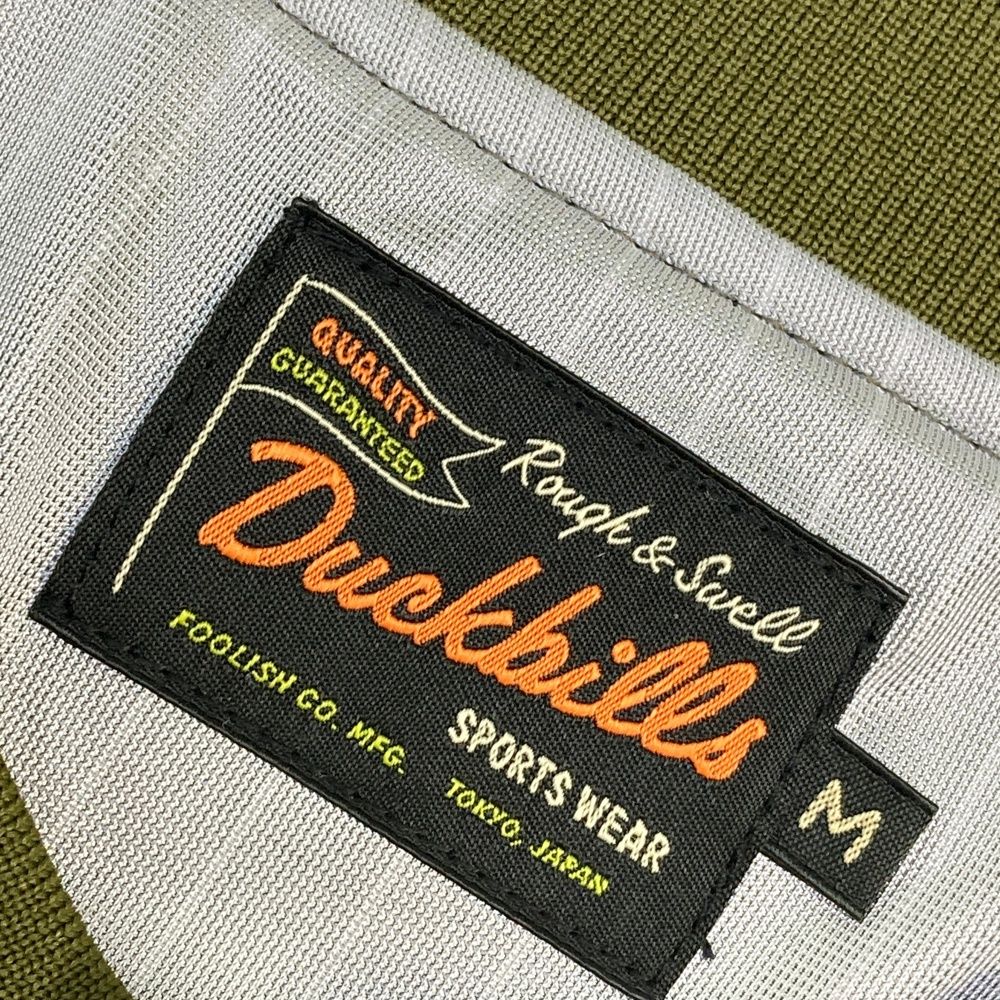 QUALITY
GUARANTEED
Rough & Swell
Duckbills
SPORTS WEAR
FOOLISH CO. MFG. TOKYO, JAPAN
M